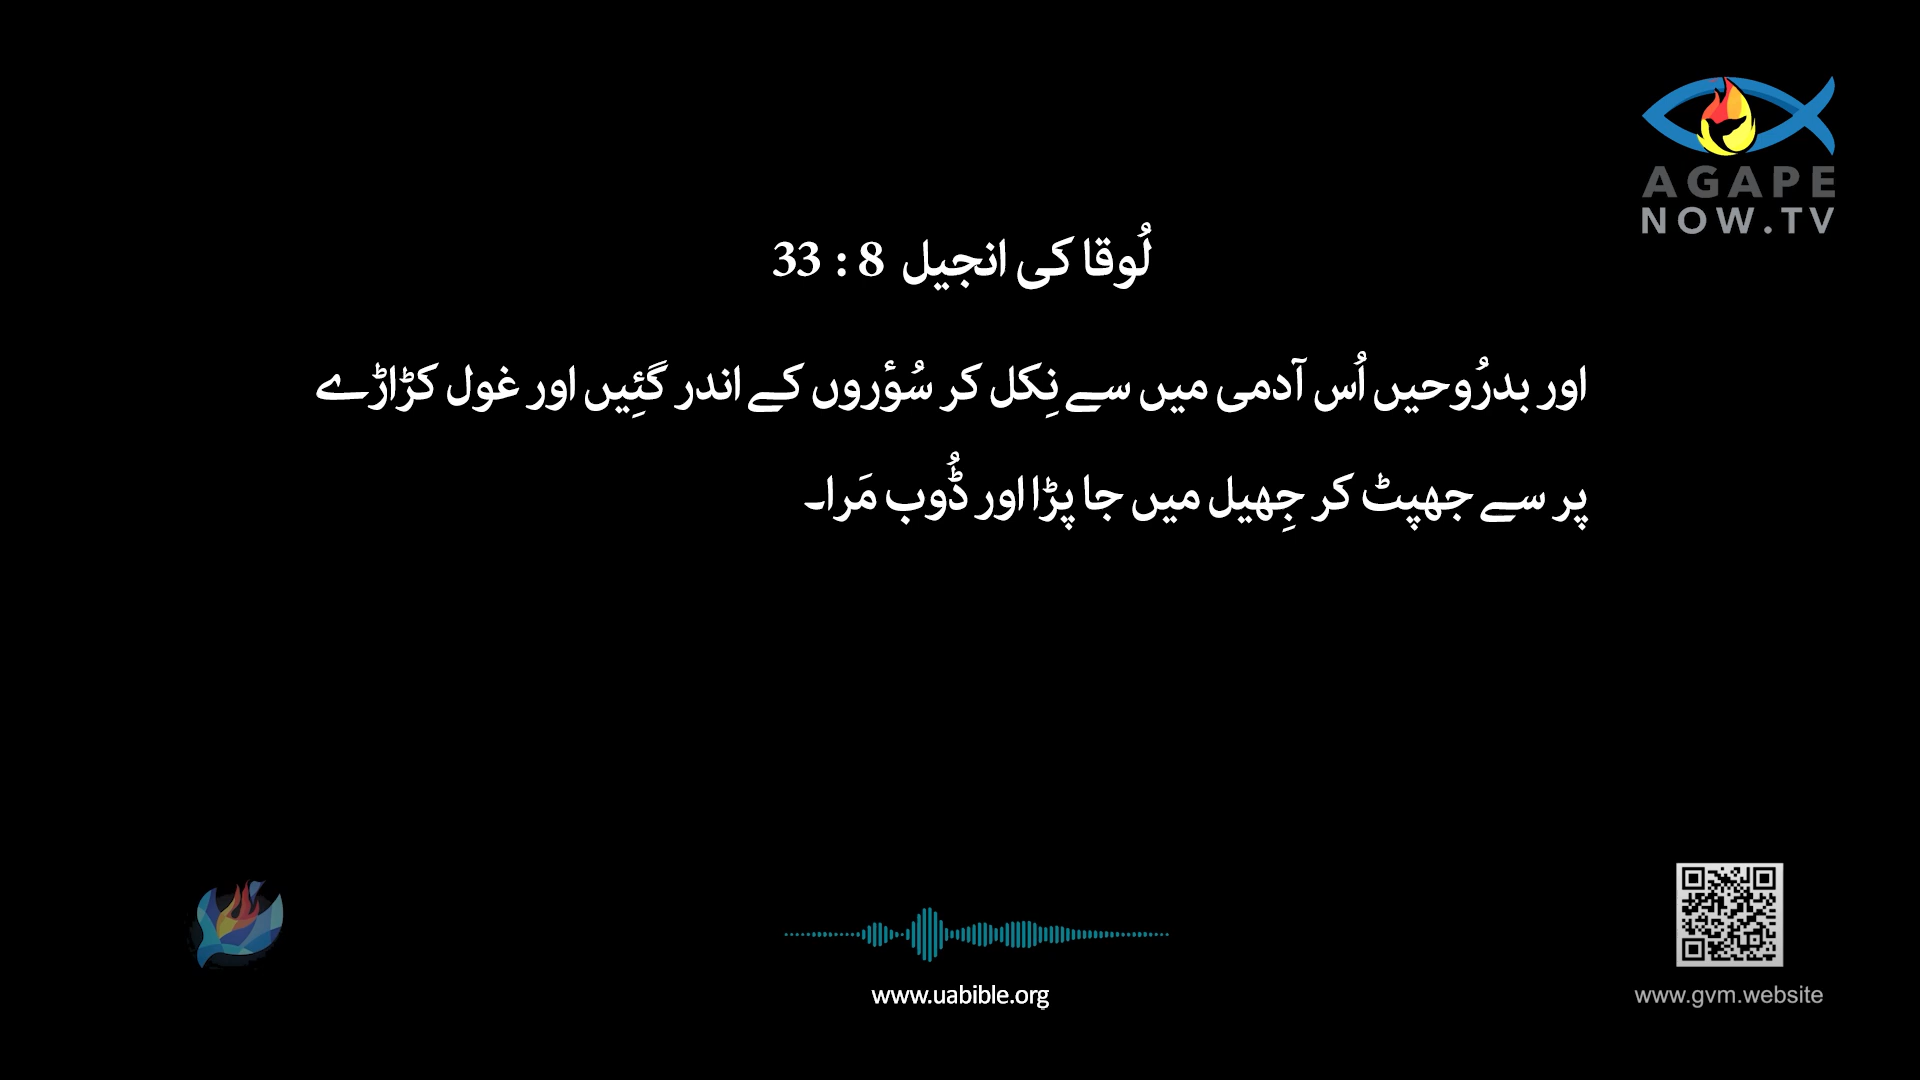 AGAPE
NOW.TV
لُوقا کی انجیل 8 : 33
اور بدرُوحیں اُس آدمی میں سے نِکل کر سُؤروں کے اندر گئِیں اور غول کڑاڑے
پر سے جھپٹ کر جِھیل میں جا پڑا اور ڈُوب مَرا۔
www.uabible.org
www.gvm.website